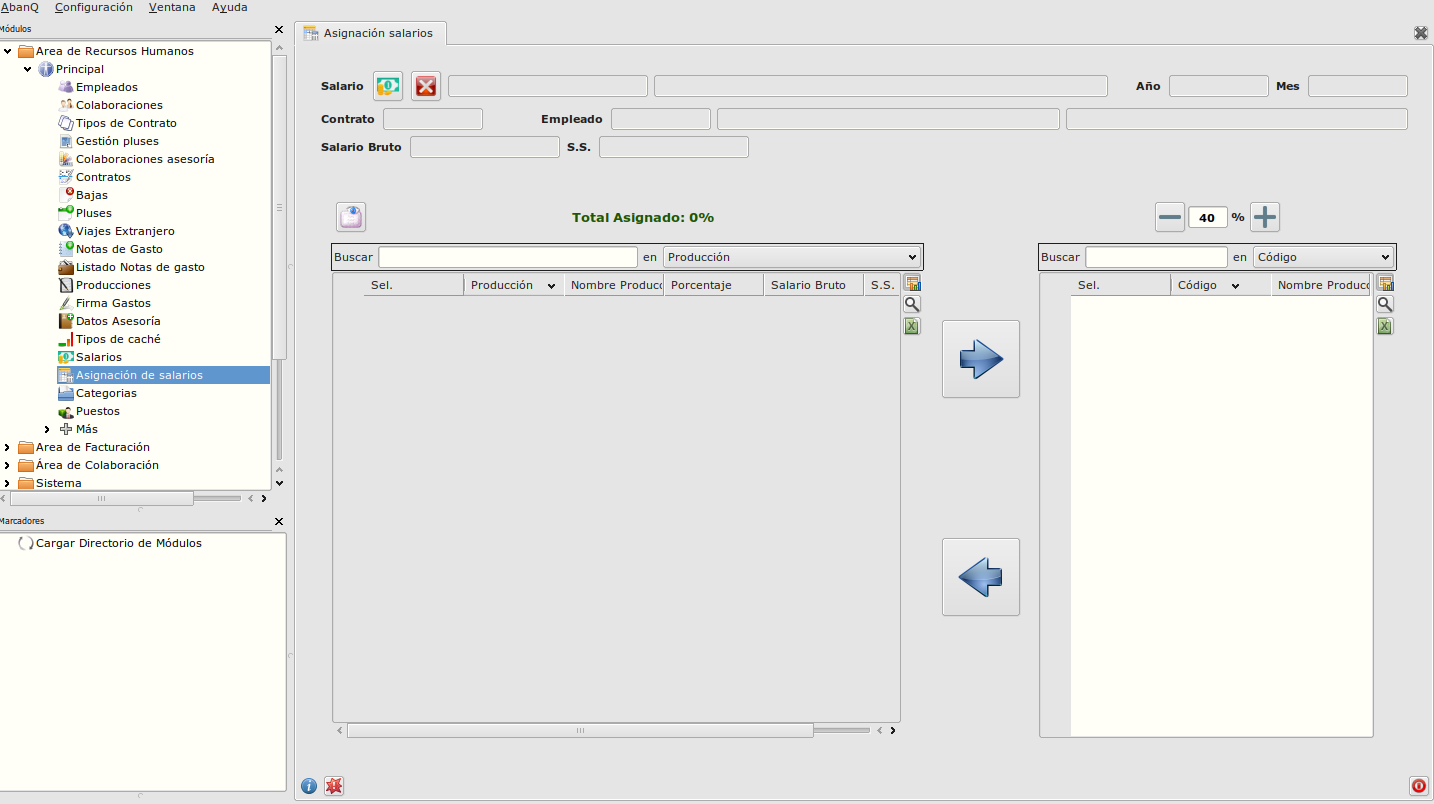 AbanQ Configuración Ventana Ayuda
Módulos
Area de Recursos Humanos
Principal
Empleados
Colaboraciones
Tipos de Contrato
Gestión pluses
Colaboraciones asesoría
Contratos
Bajas
Pluses
Viajes Extranjero
Notas de Gasto
Listado Notas de gasto
Producciones
Firma Gastos
Datos Asesoría
Tipos de caché
Salarios
Asignación de salarios
Categorias
Puestos
Más
Area de Facturación
Área de Colaboración
Sistema
Marcadores
Cargar Directorio de Módulos
Asignación salarios
Salario Año Mes
Contrato Empleado
Salario Bruto S.S.
Total Asignado: 0% 40 %
Buscar en Producción Buscar en Código
Sel. Producción Nombre Produc Porcentaje Salario Bruto S.S. Sel. Código Nombre Produc